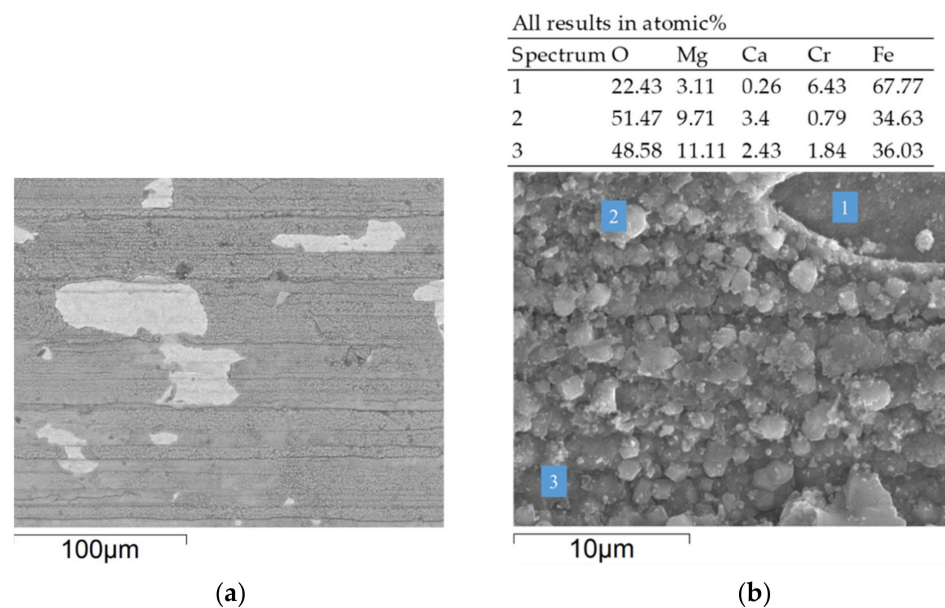 All results in atomic%
Spectrum O Mg Ca Cr Fe
1 22.43 3.11 0.26 6.43 67.77
2 51.47 9.71 3.4 0.79 34.63
3 48.58 11.11 2.43 1.84 36.03
1
2
3
100µm
10µm
(a)
(b)